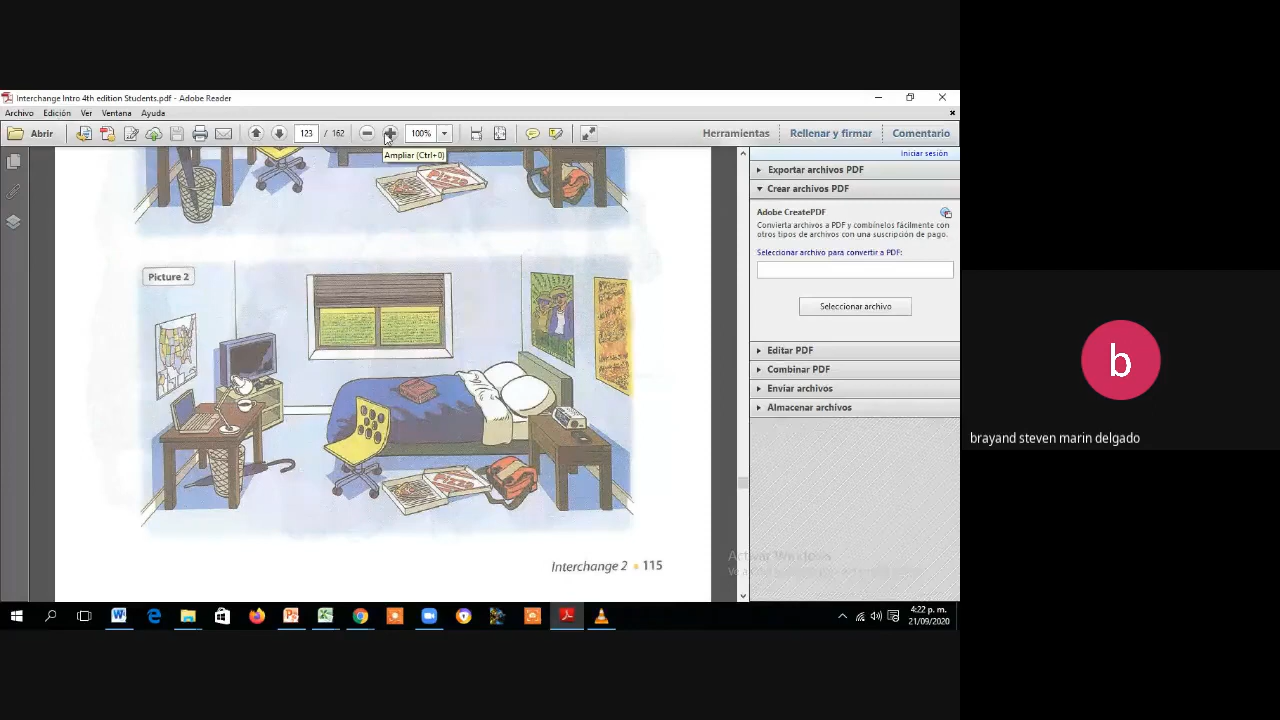 Interchange Intro 4th edition Students.pdf - Adobe Reader
Archivo Edición Ver Ventana Ayuda
Abrir 123 / 162 100% Herramientas Rellenar y firmar Comentario
Ampliar (Ctrl+0)
Iniciar sesión
Exportar archivos PDF
Crear archivos PDF
Adobe CreatePDF
Convierta archivos a PDF y combínelos fácilmente con
otros tipos de archivos con una suscripción de pago.
Seleccionar archivo para convertir a PDF:
Seleccionar archivo
Editar PDF
Combinar PDF
Enviar archivos
Almacenar archivos
PIZZA
Picture 2
PIZZA
Interchange 2 • 115
Activar Windows
4:22 p. m.
21/09/2020
b
brayand steven marin delgado